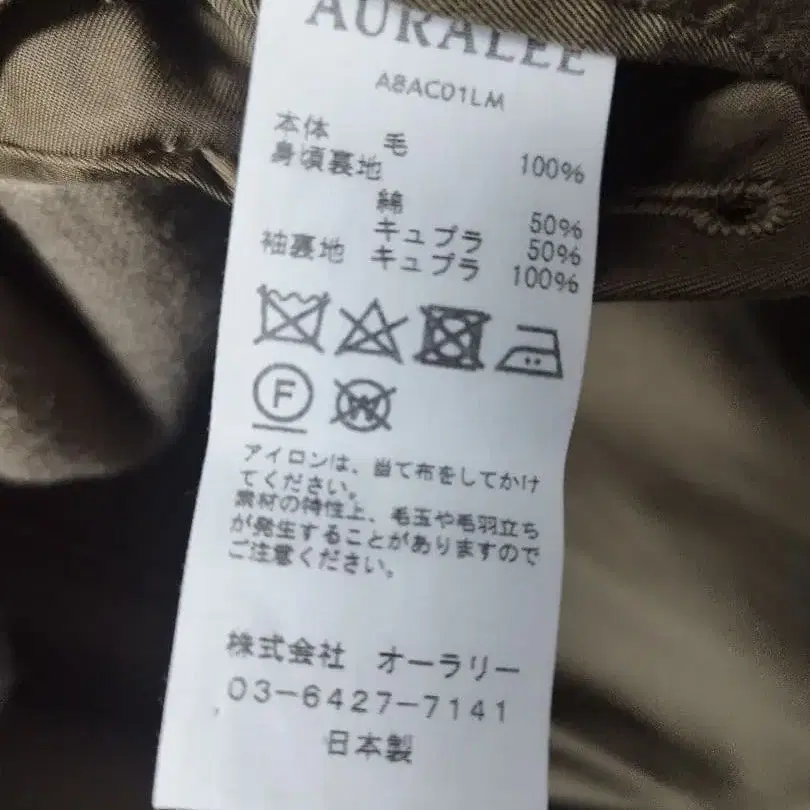 AURALEE
A8AC01LM
本体 毛 100%
身頃裏地
綿 50%
キュプラ 50%
袖裏地 キュプラ 100%
F
W
アイロンは、当て布をしてかけ
てください。
素材の特性上、毛玉や毛羽立ち
が発生することがありますので
ご注意ください。
株式会社 オーラリー
03-6427-7141
日本製